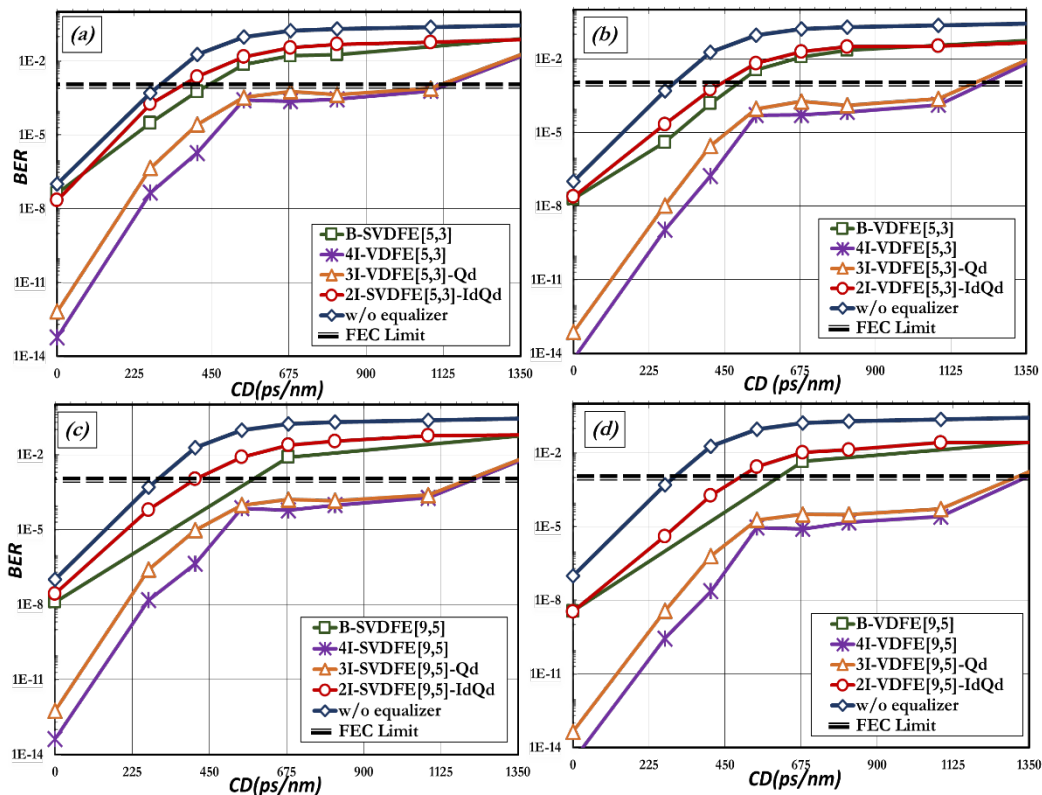 (a)
BER
1E-2
1E-5
1E-8
1E-11
1E-14
B-SVDFE[5,3]
4I-VDFE[5,3]
3I-VDFE[5,3]-Qd
2I-SVDFE[5,3]-IdQd
w/o equalizer
FEC Limit
0 225 450 675 900 1125 1350
CD(ps/nm)
(b)
1E-2
1E-5
1E-8
1E-11
1E-14
B-VDFE[5,3]
4I-VDFE[5,3]
3I-VDFE[5,3]-Qd
2I-VDFE[5,3]-IdQd
w/o equalizer
FEC Limit
0 225 450 675 900 1125 1350
CD (ps/nm)
(c)
BER
1E-2
1E-5
1E-8
1E-11
1E-14
B-SVDFE[9,5]
4I-SVDFE[9,5]
3I-SVDFE[9,5]-Qd
2I-SVDFE[9,5]-IdQd
w/o equalizer
FEC Limit
0 225 450 675 900 1125 1350
CD(ps/nm)
(d)
1E-2
1E-5
1E-8
1E-11
1E-14
B-VDFE[9,5]
4I-VDFE[9,5]
3I-VDFE[9,5]-Qd
2I-VDFE[9,5]-IdQd
w/o equalizer
FEC Limit
0 225 450 675 900 1125 1350
CD(ps/nm)